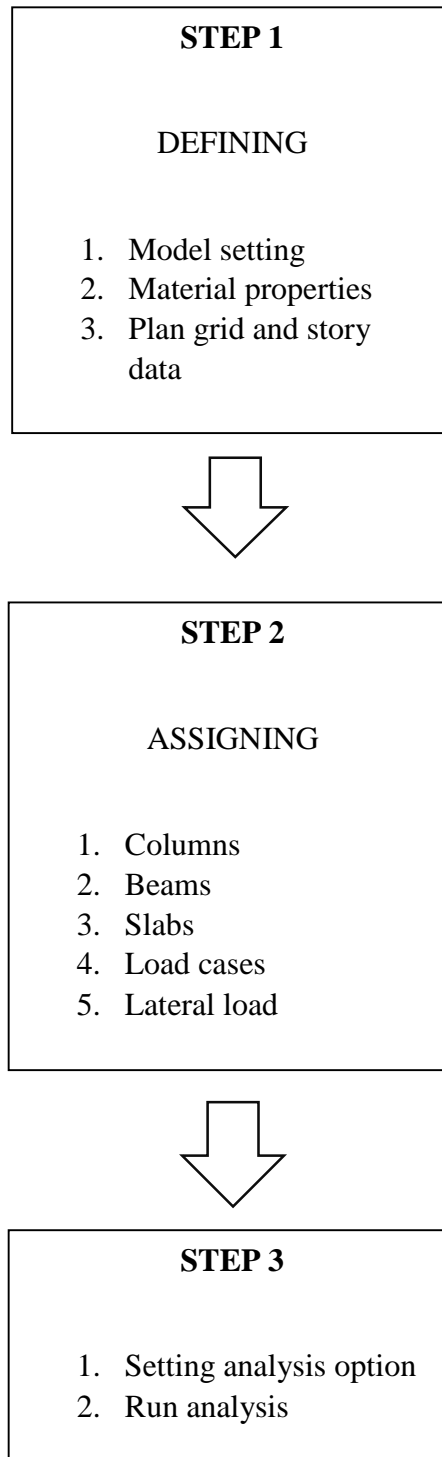 STEP 1
DEFINING
1. Model setting
2. Material properties
3. Plan grid and story
data
STEP 2
ASSIGNING
1. Columns
2. Beams
3. Slabs
4. Load cases
5. Lateral load
STEP 3
1. Setting analysis option
2. Run analysis